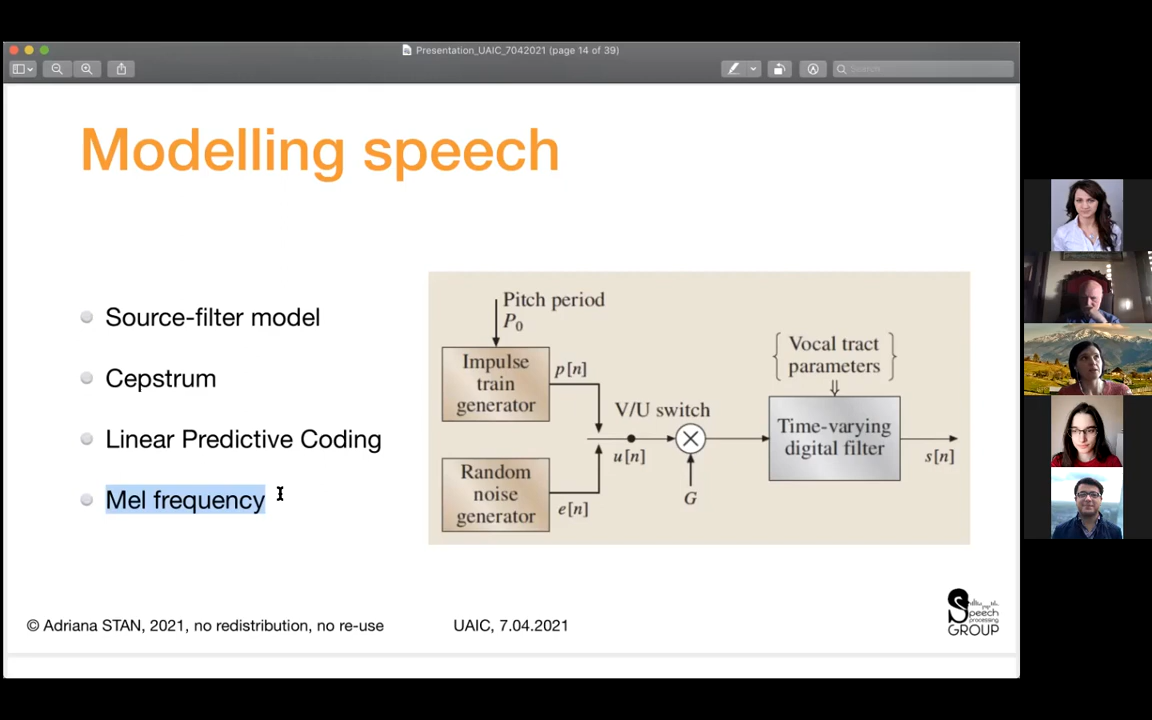 Presentation_UAIC_7042021 (page 14 of 39)
Search
Modelling speech
Source-filter model
Cepstrum
Linear Predictive Coding
Mel frequency
Pitch period
P0
Impulse
train
generator
p[n]
V/U switch
u[n]
Random
noise
generator
e[n]
G
Vocal tract
parameters
Time-varying
digital filter
s[n]
© Adriana STAN, 2021, no redistribution, no re-use
UAIC, 7.04.2021
Speech
processing
GROUP